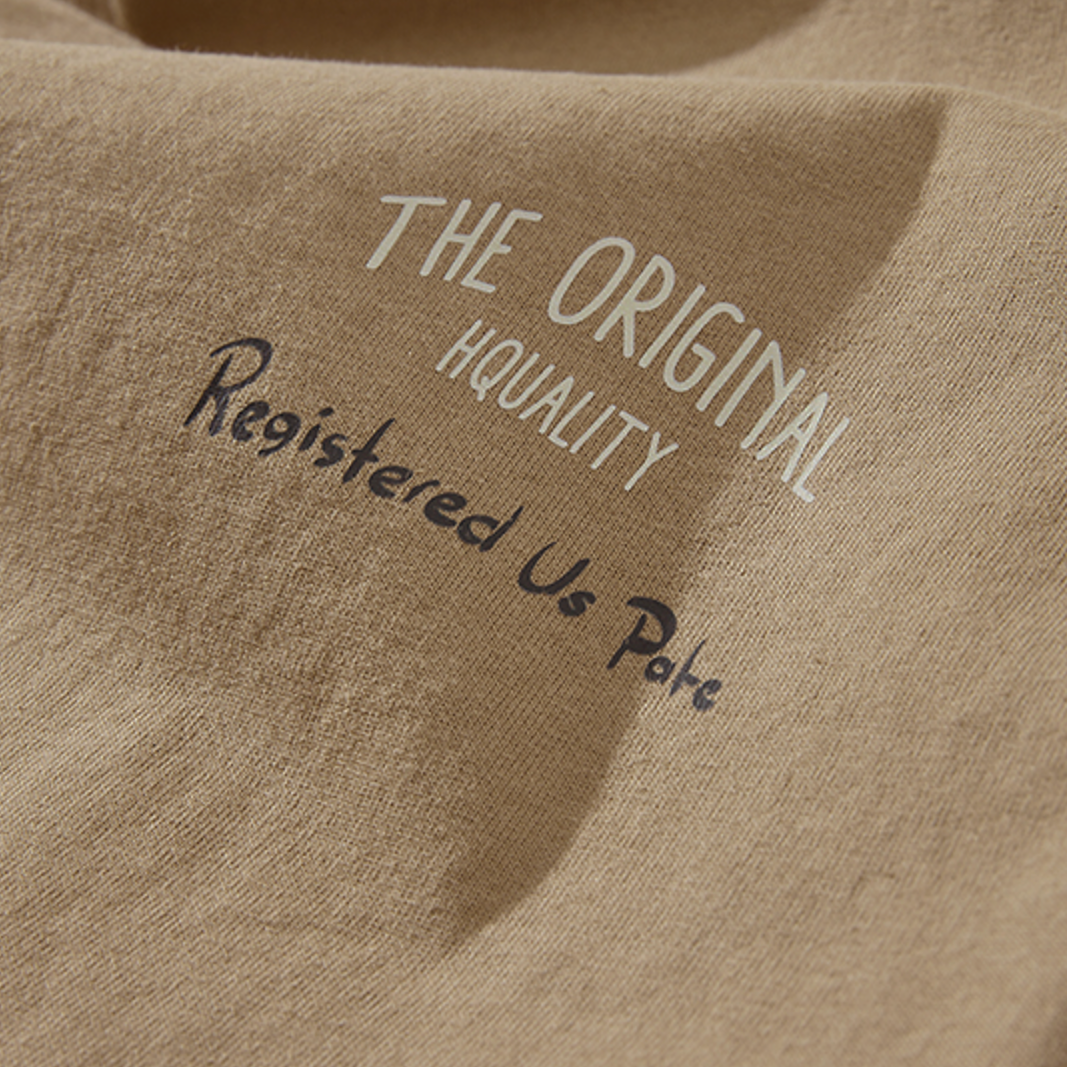 THE ORIGINAL
HQUALITY
Registered Us Pate